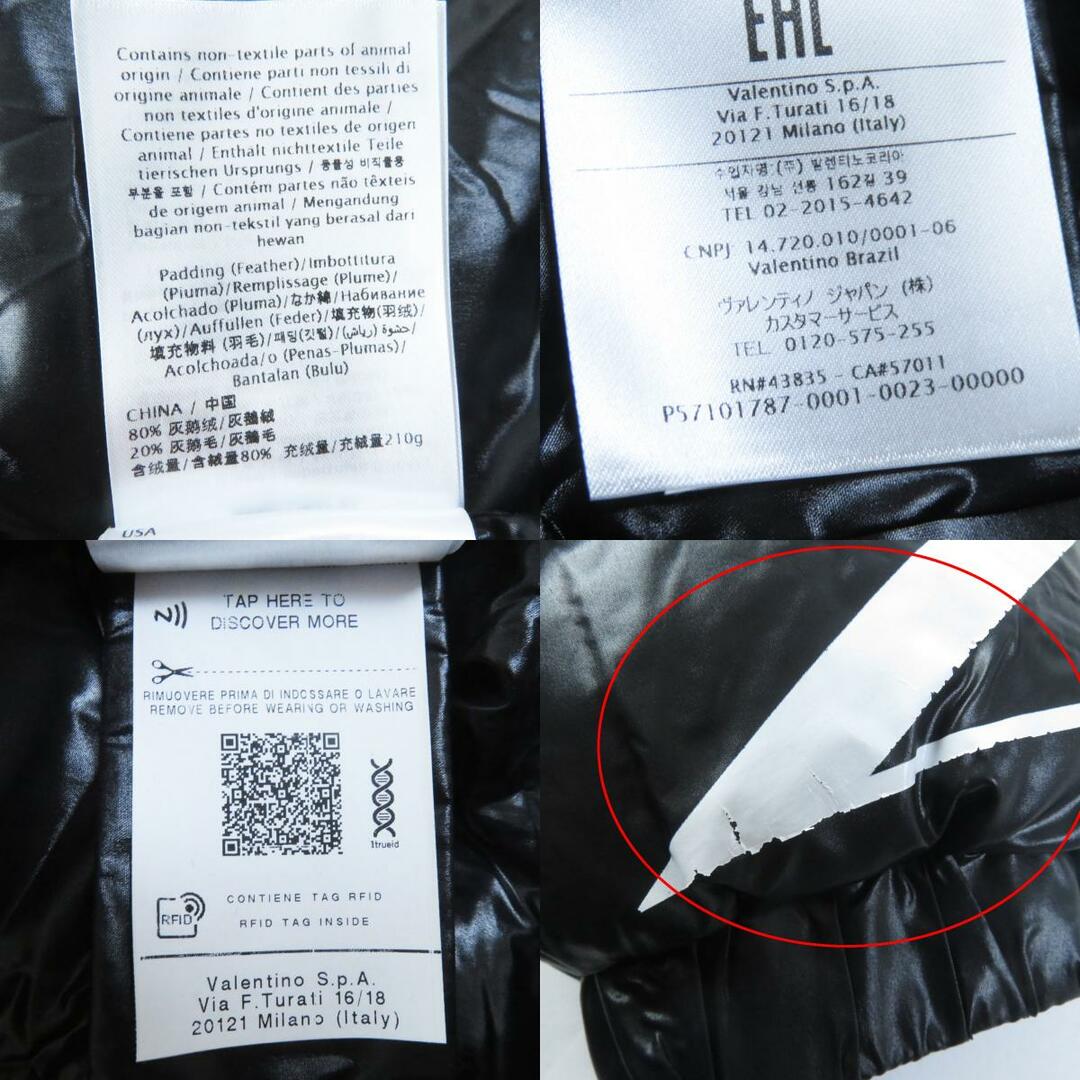 Contains non-textile parts of animal
origin / Contiene parti non tessili di
origine animale / Contient des parties
non textiles d'origine animale /
Contiene partes no textiles de origen
animal / Enthält nichttextile Teile
tierischen Ursprungs / 동물성 비직물용
부분을 포함 / Contém partes não têxteis
de origem animal / Mengandung
bagian non-tekstil yang berasal dari
hewan
Padding (Feather)/Imbottitura
(Piuma)/Remplissage (Plume)/
Acolchado (Pluma)/なか綿/Набивание
(пух)/Auffullen (Feder)/填充物(羽绒)/
填充物料 (羽毛)/패딩(깃털)/حشوة (رياش)/
Acolchoada/o (Penas-Plumas)/
Bantalan (Bulu)
CHINA / 中国
80% 灰鹅绒/灰鵝絨
20% 灰鹅毛/灰鵝毛
含绒量/含絨量80% 充绒量/充絨量210g
USA
EAC
Valentino S.p.A.
Via F.Turati 16/18
20121 Milano (Italy)
수입자명:(주) 발렌티노코리아
서울 강남 선릉 162길 39
TEL 02-2015-4642
CNPJ 14.720.010/0001-06
Valentino Brazil
ヴァレンティノ ジャパン (株)
カスタマーサービス
TEL. 0120-575-255
RN#43835 - CA#57011
P57101787-0001-0023-00000
TAP HERE TO
DISCOVER MORE
RIMUOVERE PRIMA DI INDOSSARE O LAVARE
REMOVE BEFORE WEARING OR WASHING
1trueid
RFID
CONTIENE TAG RFID
RFID TAG INSIDE
Valentino S.p.A.
Via F.Turati 16/18
20121 Milano (Italy)